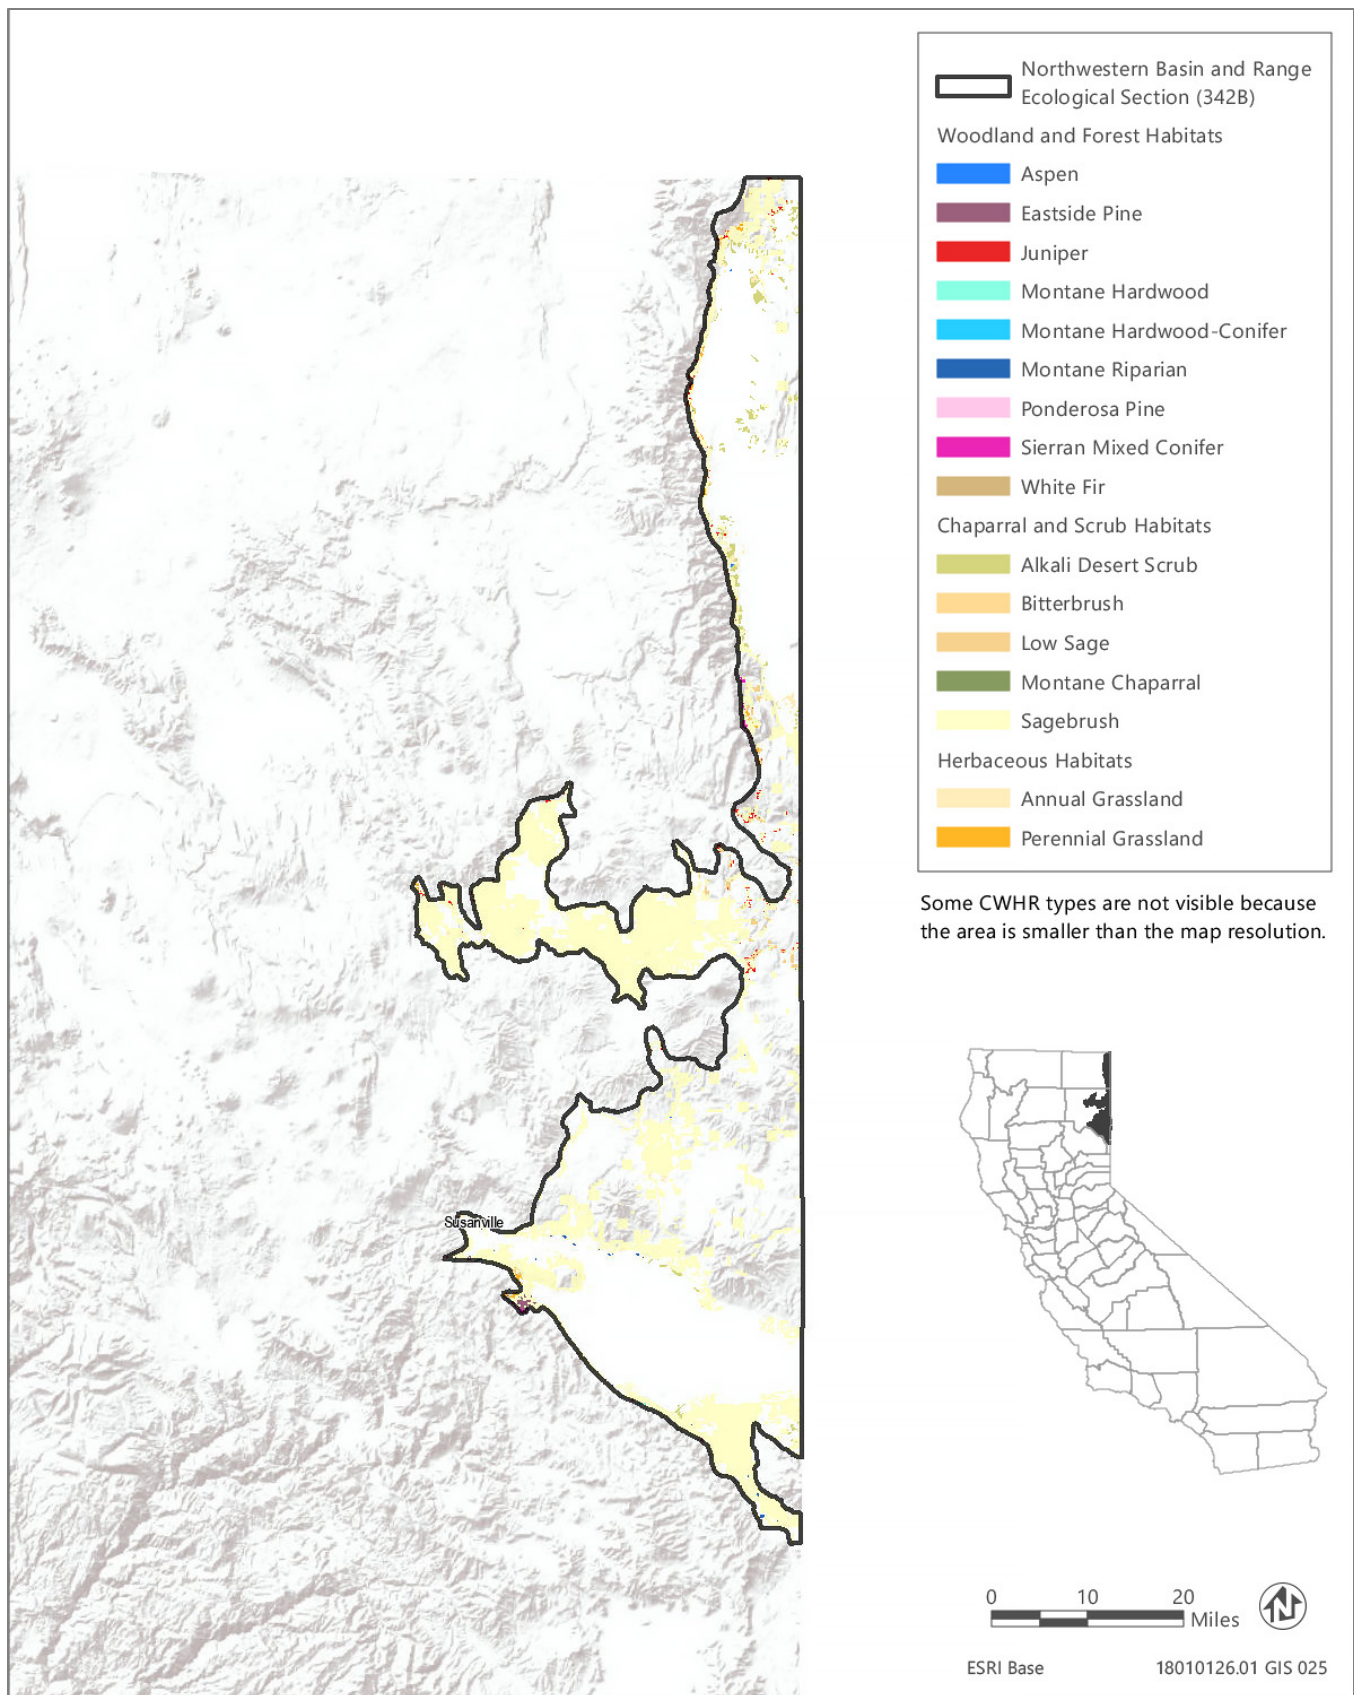 Northwestern Basin and Range
Ecological Section (342B)
Woodland and Forest Habitats
Aspen
Eastside Pine
Juniper
Montane Hardwood
Montane Hardwood-Conifer
Montane Riparian
Ponderosa Pine
Sierran Mixed Conifer
White Fir
Chaparral and Scrub Habitats
Alkali Desert Scrub
Bitterbrush
Low Sage
Montane Chaparral
Sagebrush
Herbaceous Habitats
Annual Grassland
Perennial Grassland
Some CWHR types are not visible because
the area is smaller than the map resolution.
Susanville
0 10 20
Miles
N
ESRI Base 18010126.01 GIS 025